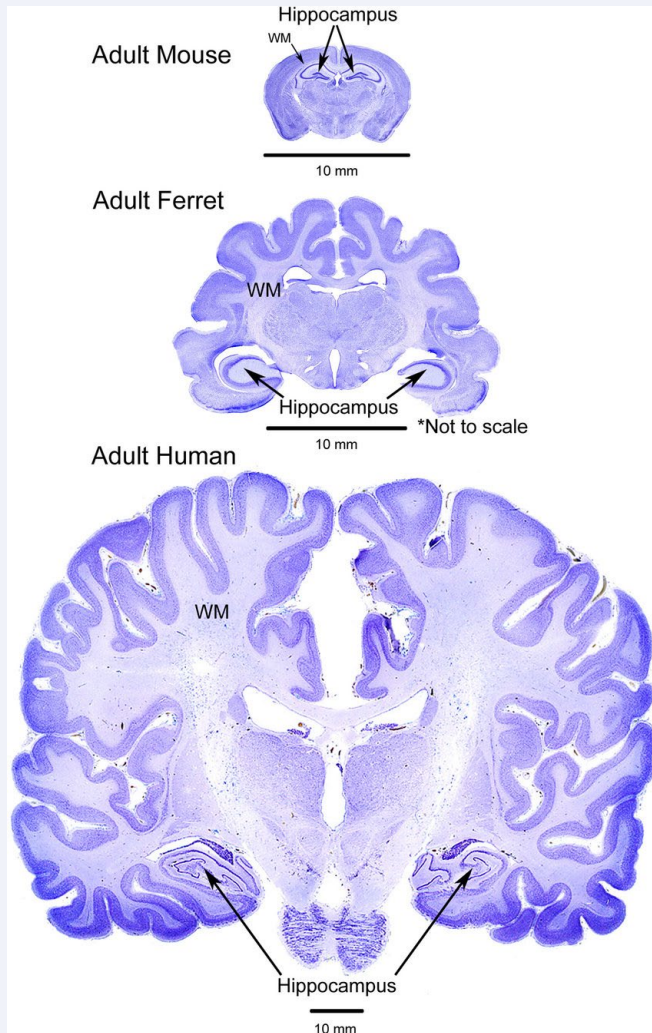 Hippocampus
WM
Adult Mouse
10 mm
Adult Ferret
WM
Hippocampus
*Not to scale
10 mm
Adult Human
WM
Hippocampus
10 mm